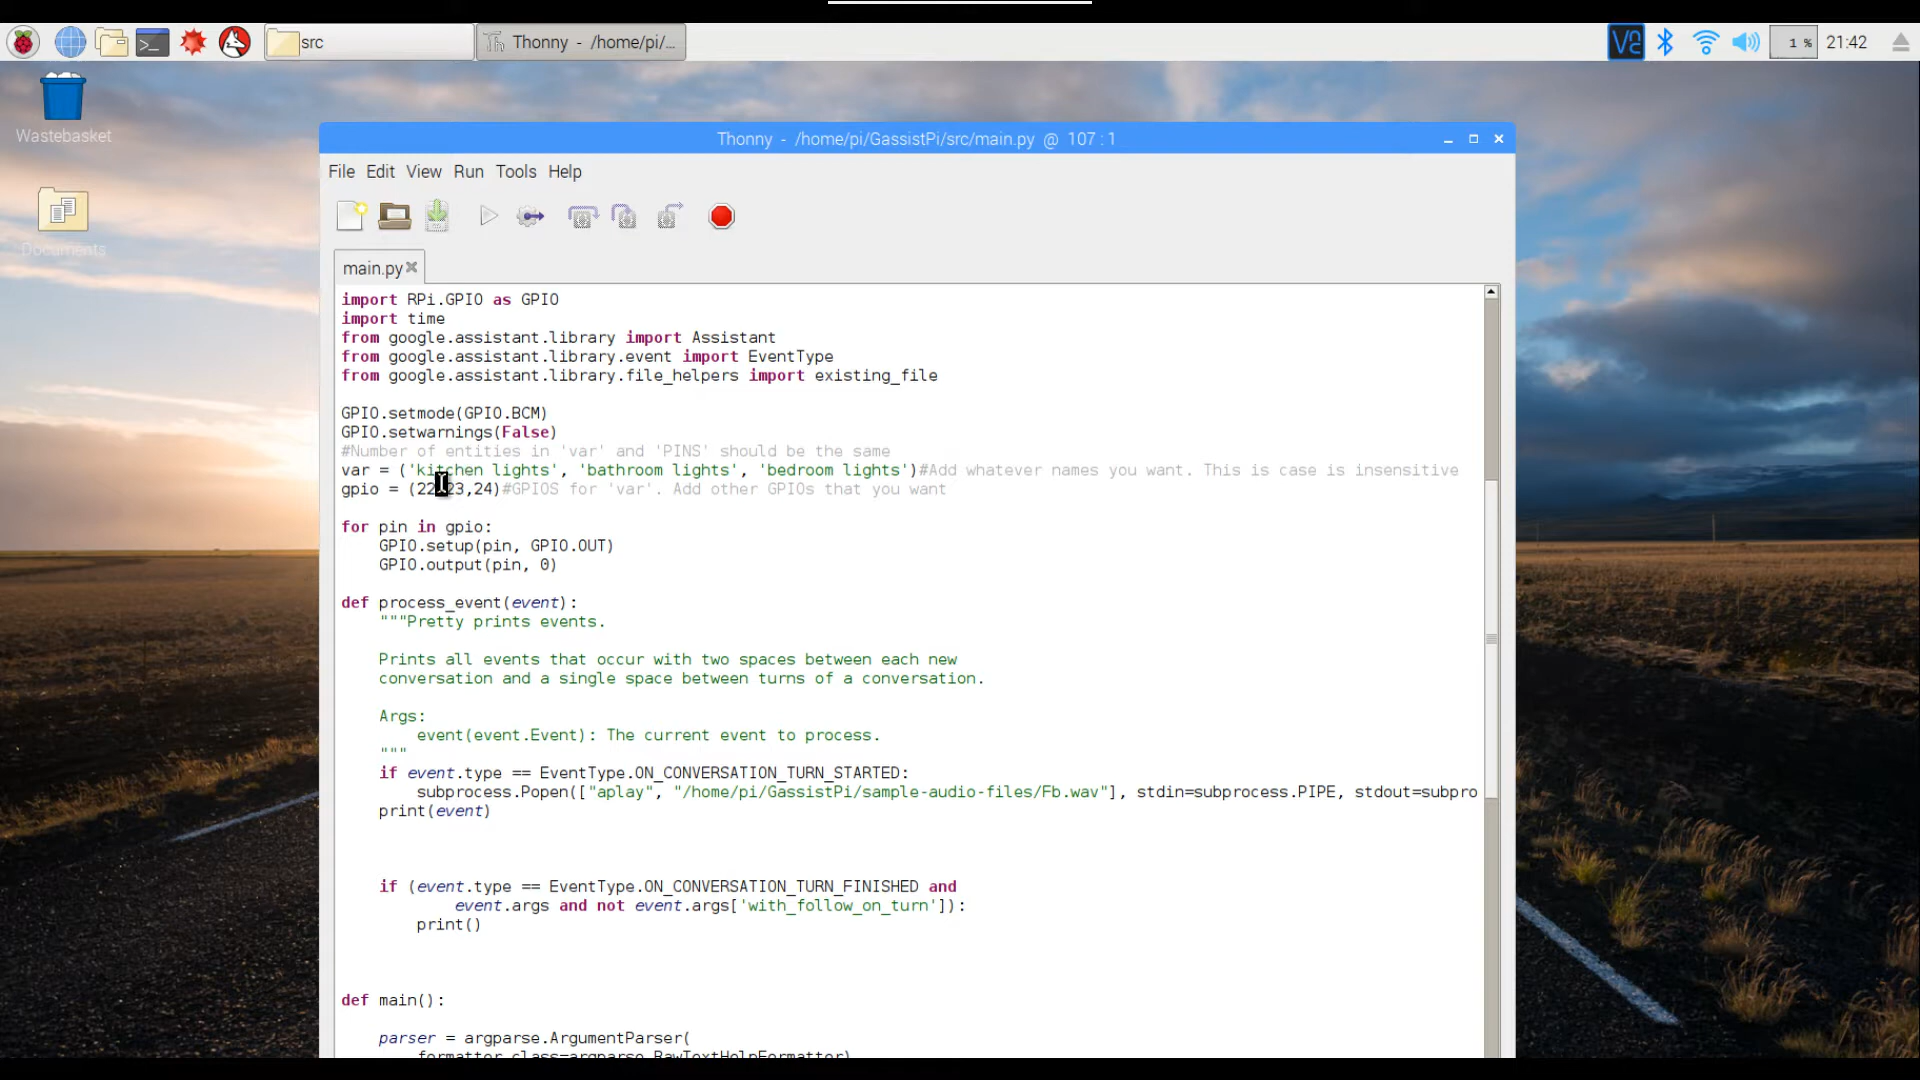 src
Thonny - /home/pi/...
1 %
21:42
Wastebasket
Documents
Thonny - /home/pi/GassistPi/src/main.py @ 107 : 1
File Edit View Run Tools Help
main.py
import RPi.GPIO as GPIO
import time
from google.assistant.library import Assistant
from google.assistant.library.event import EventType
from google.assistant.library.file_helpers import existing_file
GPIO.setmode(GPIO.BCM)
GPIO.setwarnings(False)
#Number of entities in 'var' and 'PINS' should be the same
var = ('kitchen lights', 'bathroom lights', 'bedroom lights')#Add whatever names you want. This is case is insensitive
gpio = (22,23,24)#GPIOS for 'var'. Add other GPIOs that you want
for pin in gpio:
GPIO.setup(pin, GPIO.OUT)
GPIO.output(pin, 0)
def process_event(event):
"""Pretty prints events.
Prints all events that occur with two spaces between each new
conversation and a single space between turns of a conversation.
Args:
event(event.Event): The current event to process.
"""
if event.type == EventType.ON_CONVERSATION_TURN_STARTED:
subprocess.Popen(["aplay", "/home/pi/GassistPi/sample-audio-files/Fb.wav"], stdin=subprocess.PIPE, stdout=subpro
print(event)
if (event.type == EventType.ON_CONVERSATION_TURN_FINISHED and
event.args and not event.args['with_follow_on_turn']):
print()
def main():
parser = argparse.ArgumentParser(
formatter_class=argparse.RawTextHelpFormatter)